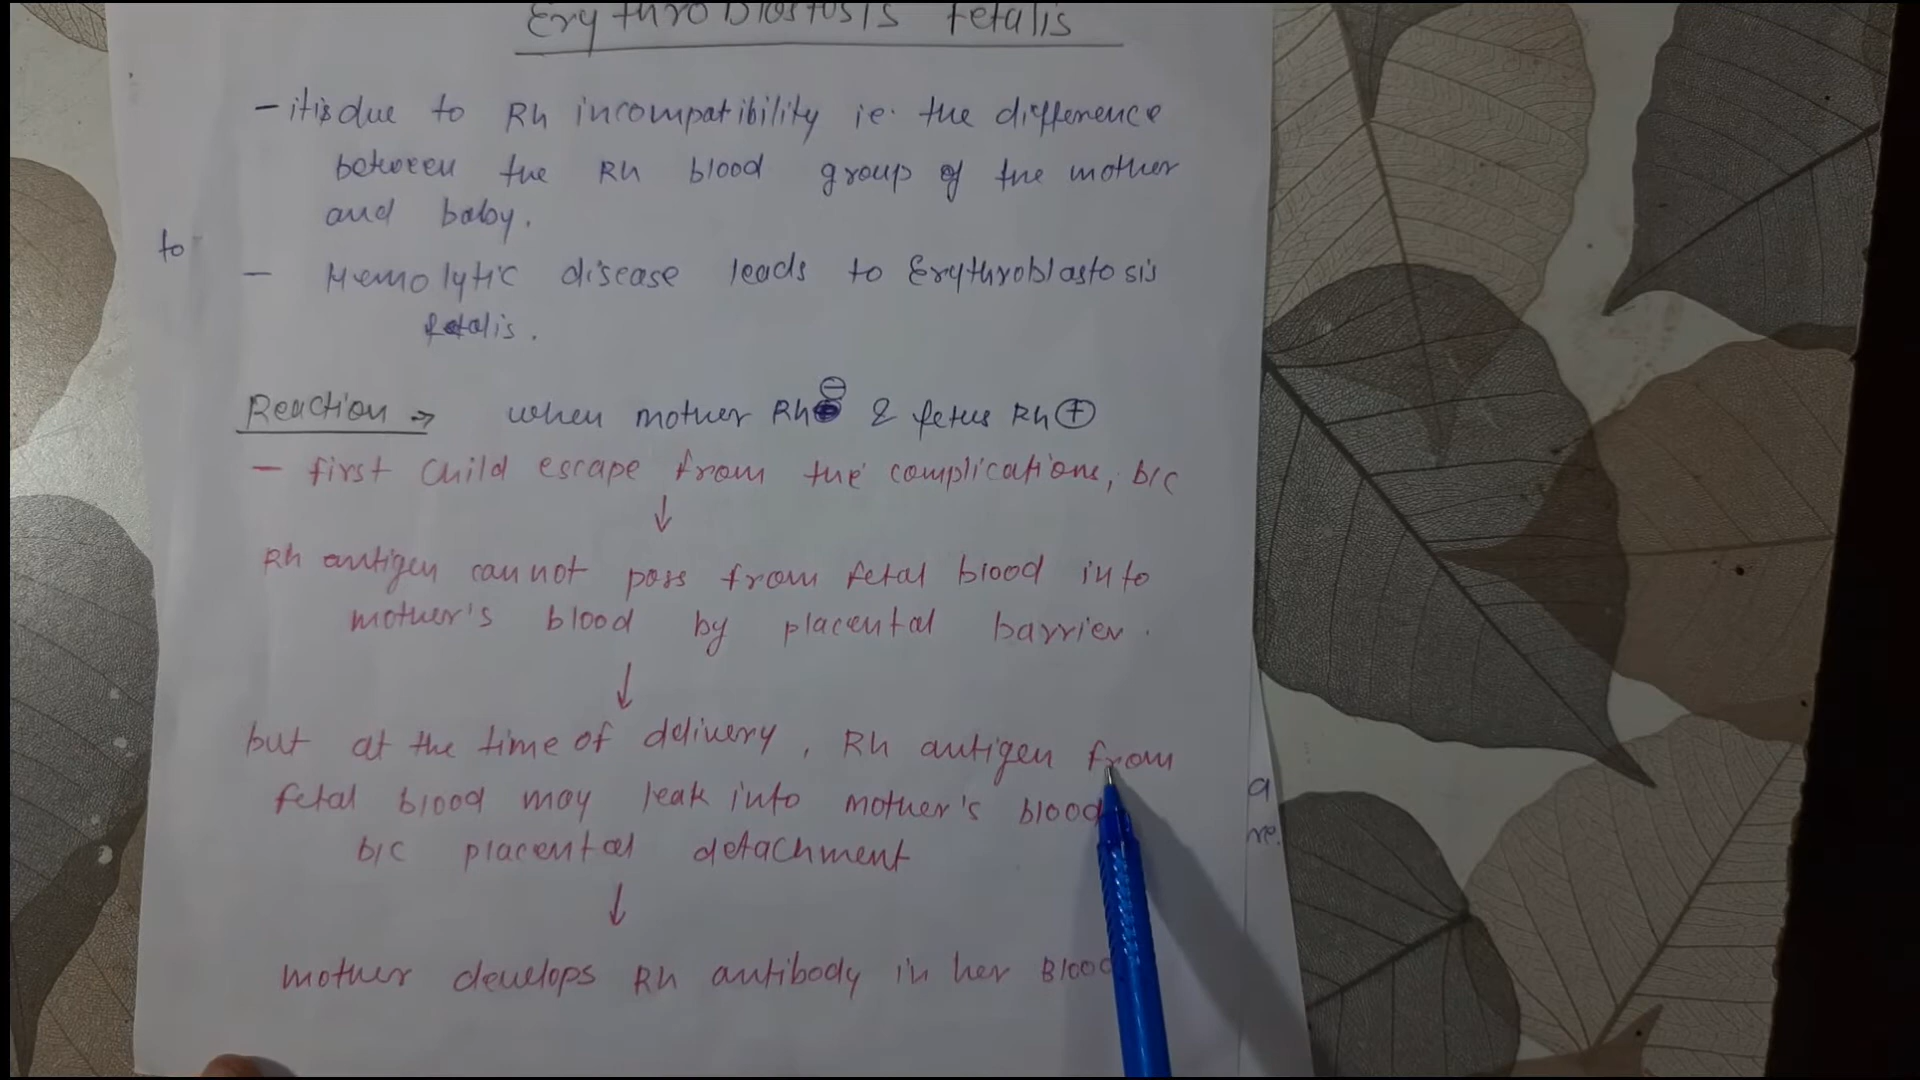 Erythroblastosis fetalis
- it is due to Rh incompatibility ie. the difference
between the Rh blood group of the mother
and baby.
to
- Hemolytic disease leads to Erythroblastosis
fetalis.
Reaction → when mother Rh ⊖ & fetus Rh ⊕
- first child escape from the complications, b/c
↓
Rh antigen cannot pass from fetal blood into
mother's blood by placental barrier.
↓
but at the time of delivery, Rh antigen from
fetal blood may leak into mother's blood
b/c placental detachment
↓
mother develops Rh antibody in her Blood
a
re.